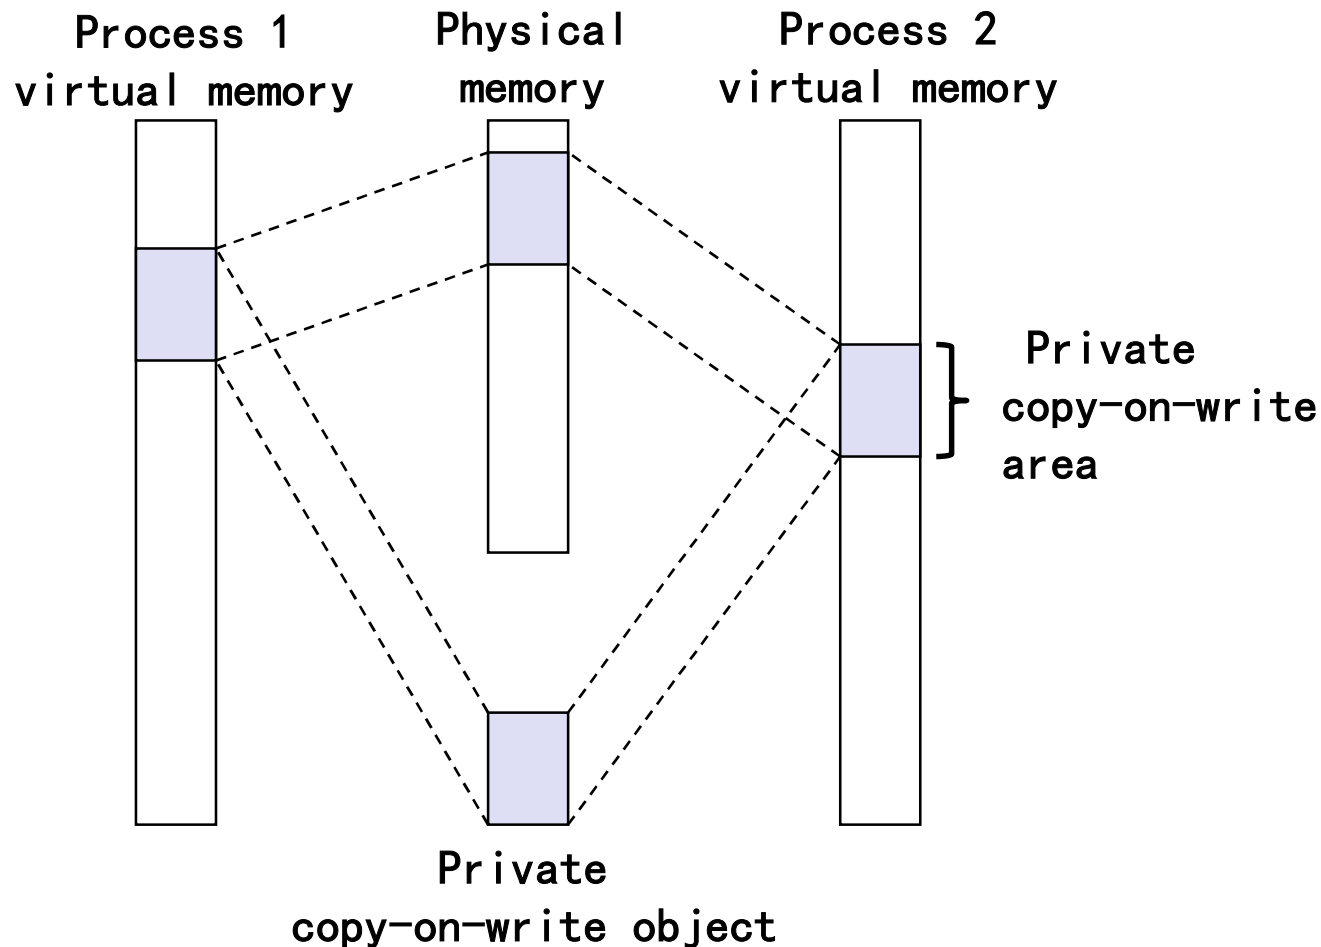 Process 1
virtual memory
Physical
memory
Process 2
virtual memory
Private
copy-on-write
area
Private
copy-on-write object